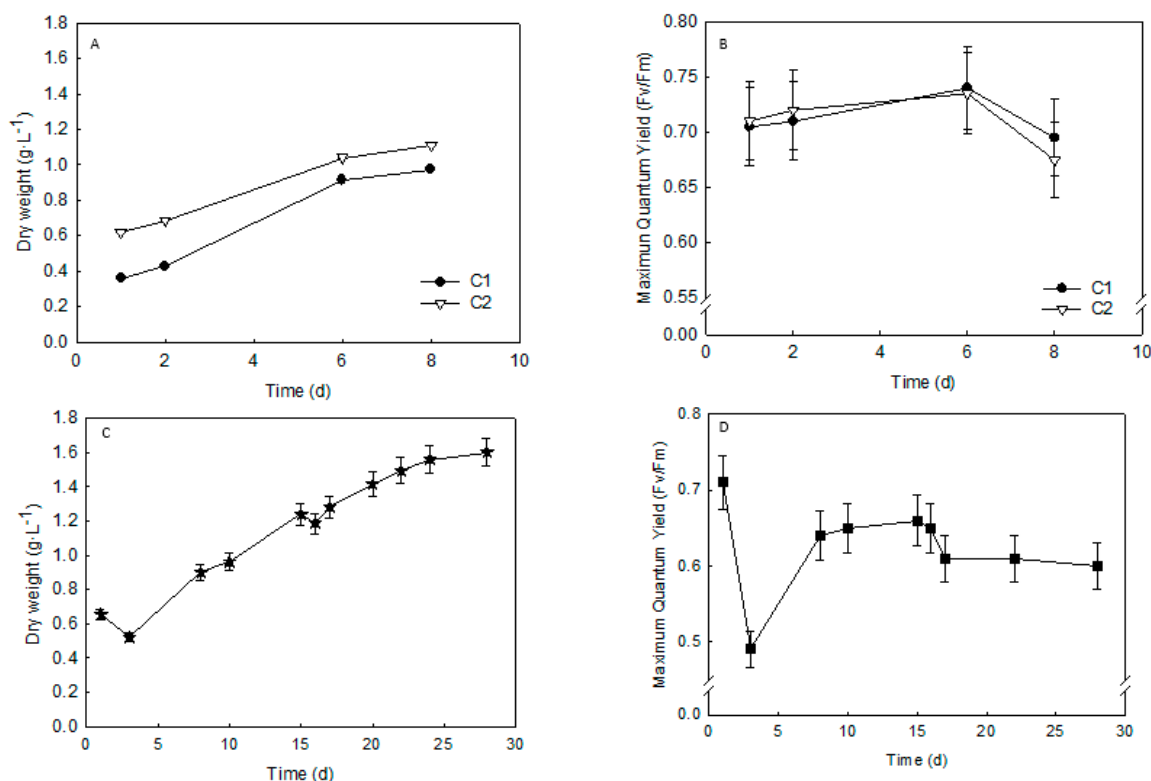 A
Dry weight (g·L⁻¹)
1.8
1.6
1.4
1.2
1.0
0.8
0.6
0.4
0.2
0.0
C1
C2
0 2 4 6 8 10
Time (d)
B
Maximun Quantum Yield (Fv/Fm)
0.80
0.75
0.70
0.65
0.60
0.55
0.00
C1
C2
0 2 4 6 8 10
Time (d)
C
Dry weight (g·L⁻¹)
1.8
1.6
1.4
1.2
1.0
0.8
0.6
0.4
0.2
0.0
0 5 10 15 20 25 30
Time (d)
D
Maximum Quantum Yield (Fv/Fm)
0.8
0.7
0.6
0.5
0.0
0 5 10 15 20 25 30
Time (d)